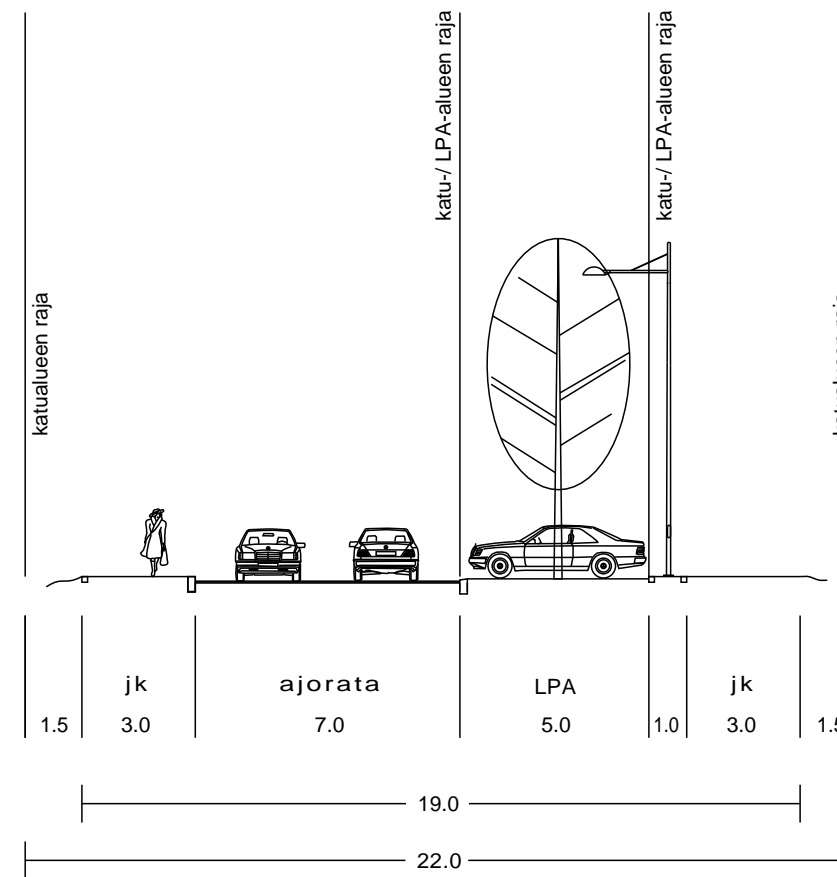 katu-/ LPA-alueen raja
katu-/ LPA-alueen raja
katualueen raja
jk
ajorata
LPA
jk
1.5
3.0
7.0
5.0
1.0
3.0
19.0
22.0